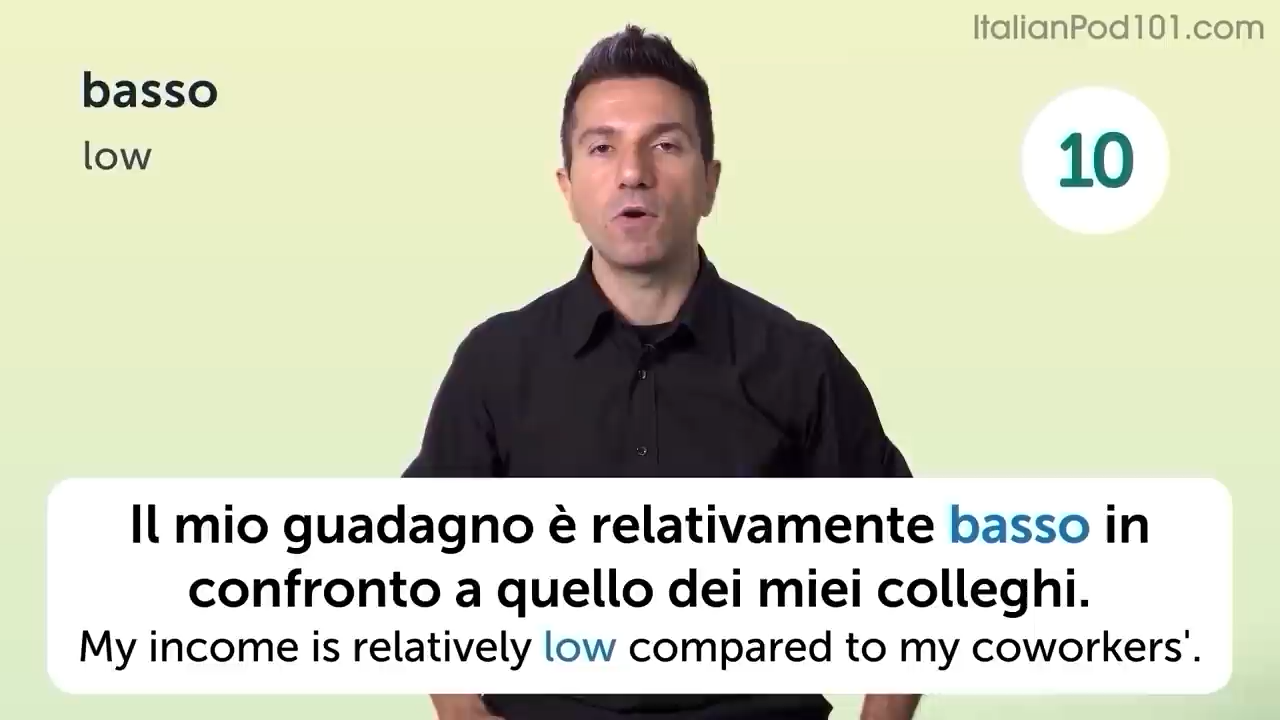 ItalianPod101.com
basso
low
10
Il mio guadagno è relativamente basso in
confronto a quello dei miei colleghi.
My income is relatively low compared to my coworkers'.